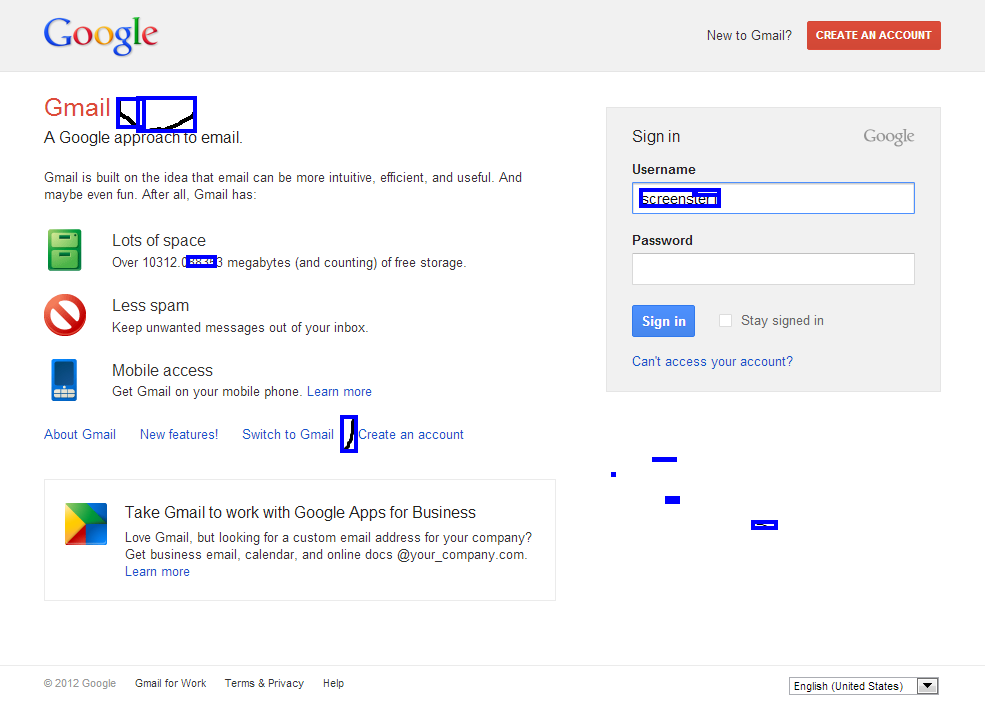 Google
New to Gmail? CREATE AN ACCOUNT
Gmail
A Google approach to email.
Gmail is built on the idea that email can be more intuitive, efficient, and useful. And
maybe even fun. After all, Gmail has:
Lots of space
Over megabytes (and counting) of free storage.
Less spam
Keep unwanted messages out of your inbox.
Mobile access
Get Gmail on your mobile phone. Learn more
About Gmail New features! Switch to Gmail Create an account
Take Gmail to work with Google Apps for Business
Love Gmail, but looking for a custom email address for your company?
Get business email, calendar, and online docs @your_company.com.
Learn more
Sign in Google
Username
Password
Sign in Stay signed in
Can't access your account?
© 2012 Google Gmail for Work Terms & Privacy Help
English (United States)